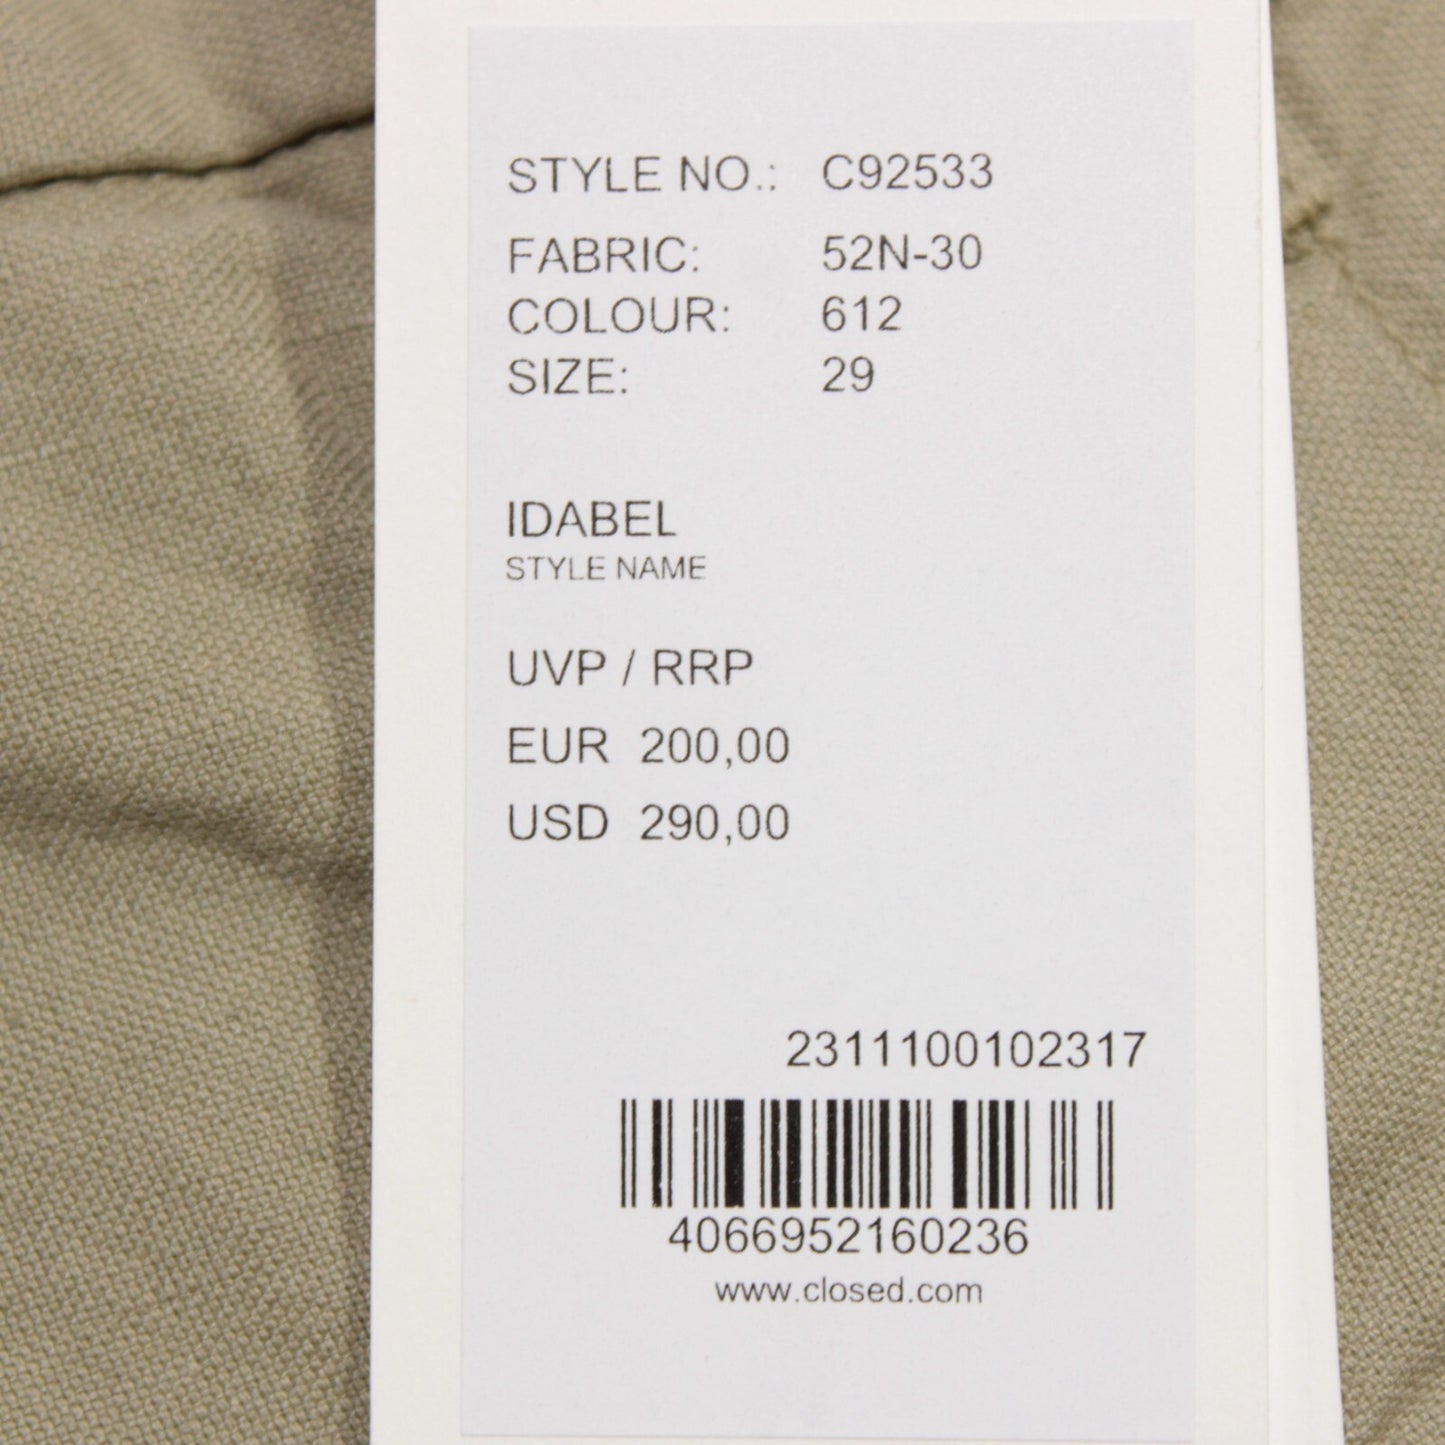 STYLE NO.: C92533
FABRIC: 52N-30
COLOUR: 612
SIZE: 29
IDABEL
STYLE NAME
UVP / RRP
EUR 200,00
USD 290,00
2311100102317
4066952160236
www.closed.com